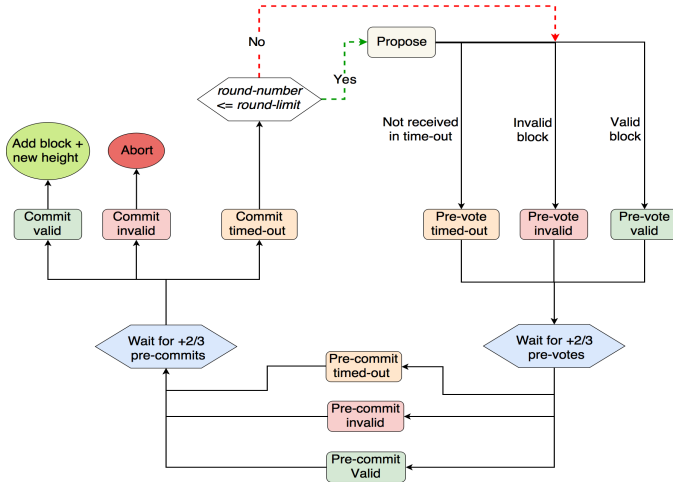 No
Propose
Yes
round-number
<= round-limit
Not received
in time-out
Invalid
block
Valid
block
Add block +
new height
Abort
Commit
valid
Commit
invalid
Commit
timed-out
Pre-vote
timed-out
Pre-vote
invalid
Pre-vote
valid
Wait for +2/3
pre-commits
Wait for +2/3
pre-votes
Pre-commit
timed-out
Pre-commit
invalid
Pre-commit
Valid